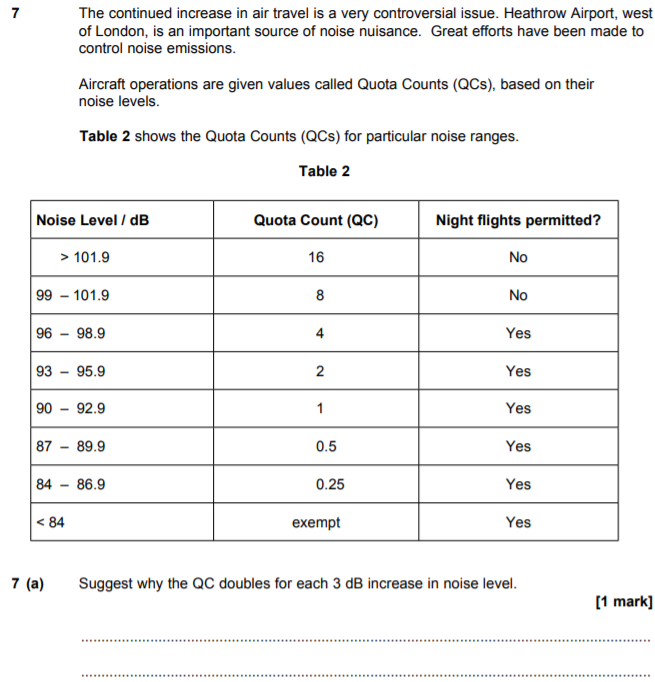 7 The continued increase in air travel is a very controversial issue. Heathrow Airport, west
of London, is an important source of noise nuisance. Great efforts have been made to
control noise emissions.
Aircraft operations are given values called Quota Counts (QCs), based on their
noise levels.
Table 2 shows the Quota Counts (QCs) for particular noise ranges.
Table 2
Noise Level / dB Quota Count (QC) Night flights permitted?
> 101.9 16 No
99 – 101.9 8 No
96 – 98.9 4 Yes
93 – 95.9 2 Yes
90 – 92.9 1 Yes
87 – 89.9 0.5 Yes
84 – 86.9 0.25 Yes
< 84 exempt Yes
7 (a) Suggest why the QC doubles for each 3 dB increase in noise level.
[1 mark]